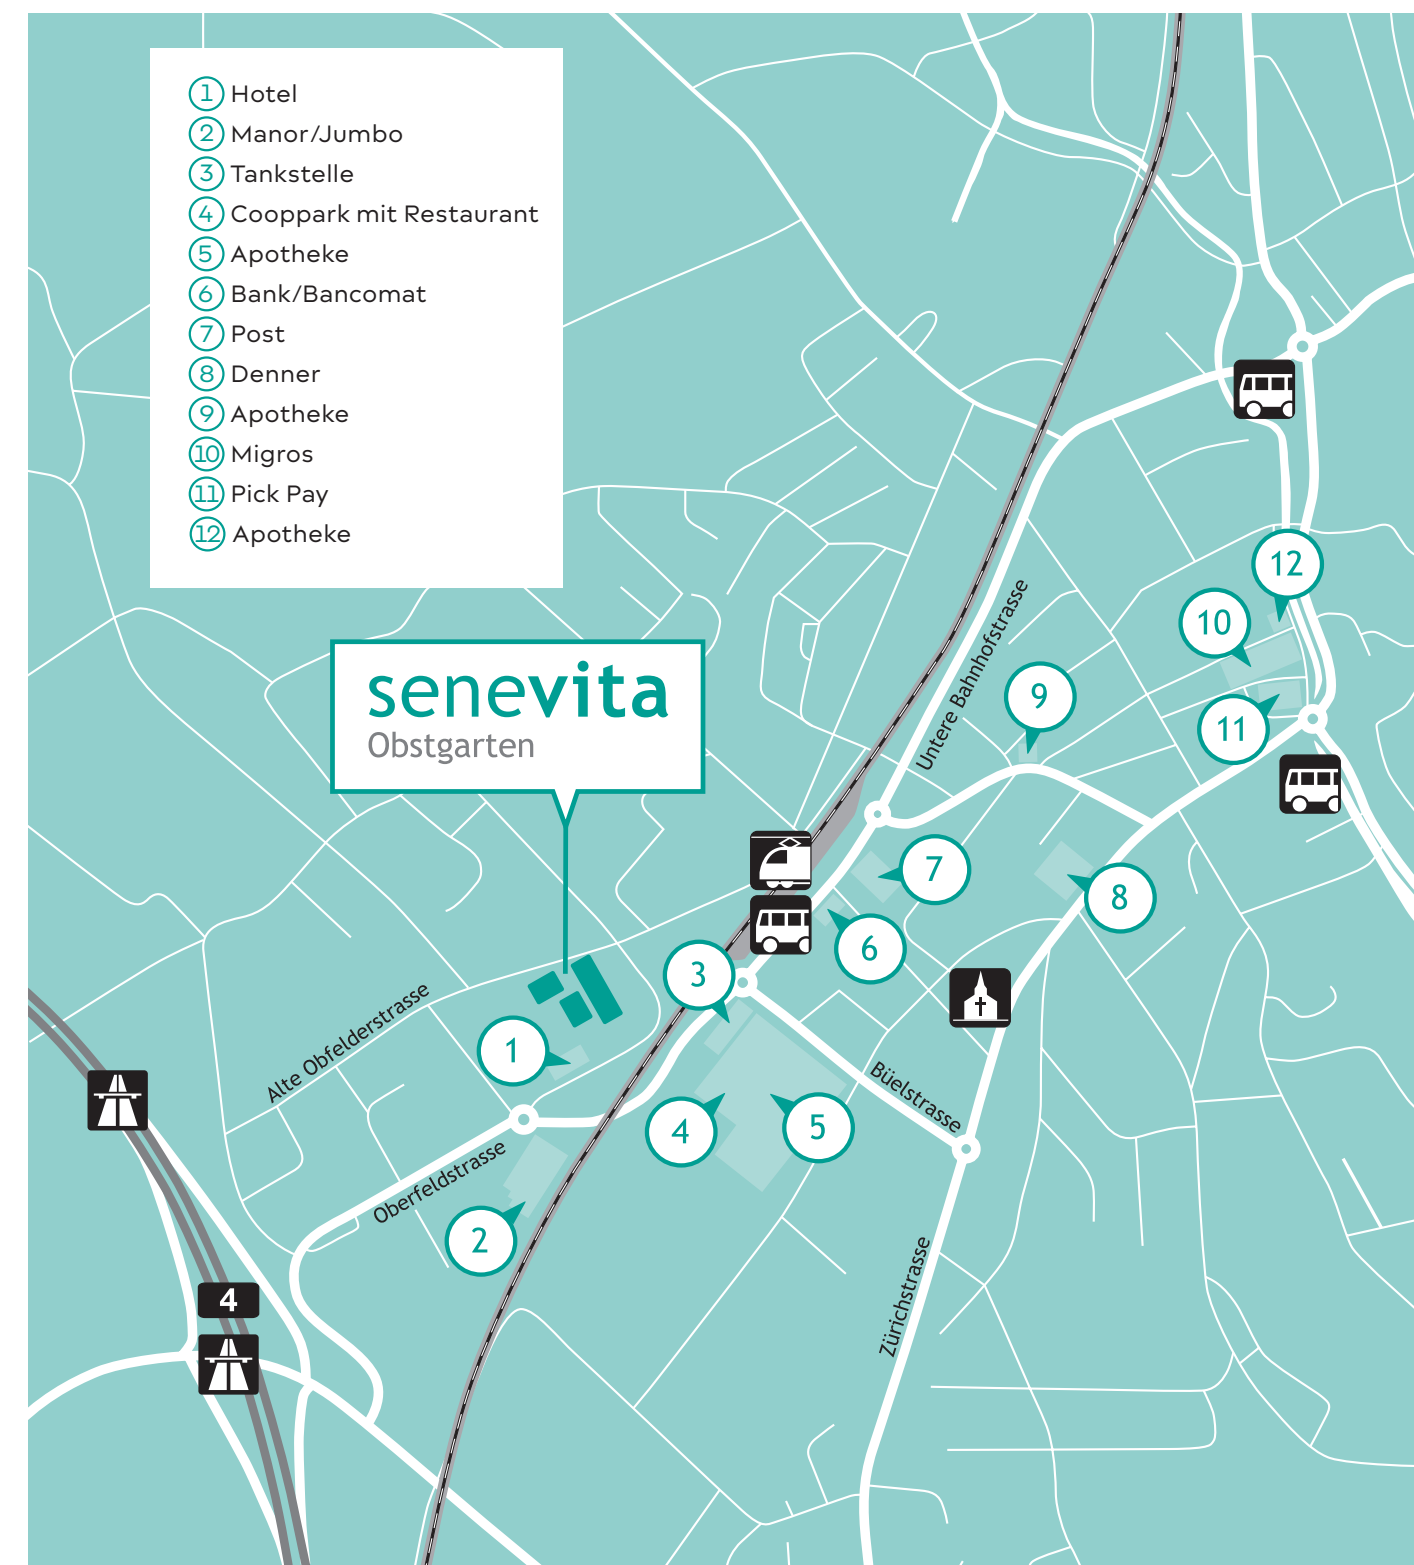 1 Hotel
2 Manor/Jumbo
3 Tankstelle
4 Cooppark mit Restaurant
5 Apotheke
6 Bank/Bancomat
7 Post
8 Denner
9 Apotheke
10 Migros
11 Pick Pay
12 Apotheke
12
10
senevita
Obstgarten
Untere Bahnhofstrasse
9
11
7
8
6
3
Alte Obfelderstrasse
1
4
5
Büelstrasse
Oberfeldstrasse
2
Zürichstrasse
4